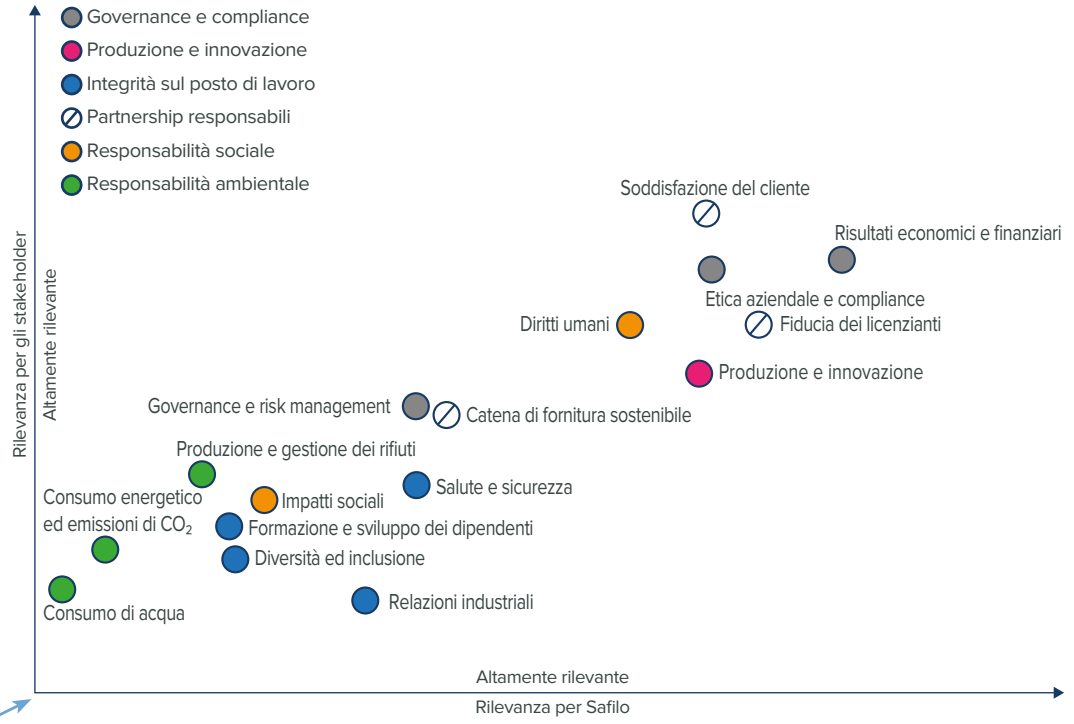 Governance e compliance
Produzione e innovazione
Integrità sul posto di lavoro
Partnership responsabili
Responsabilità sociale
Responsabilità ambientale
Soddisfazione del cliente
Risultati economici e finanziari
Etica aziendale e compliance
Diritti umani
Fiducia dei licenzianti
Produzione e innovazione
Governance e risk management
Catena di fornitura sostenibile
Produzione e gestione dei rifiuti
Salute e sicurezza
Consumo energetico
ed emissioni di CO₂
Impatti sociali
Formazione e sviluppo dei dipendenti
Diversità ed inclusione
Consumo di acqua
Relazioni industriali
Rilevanza per gli stakeholder
Altamente rilevante
Altamente rilevante
Rilevanza per Safilo